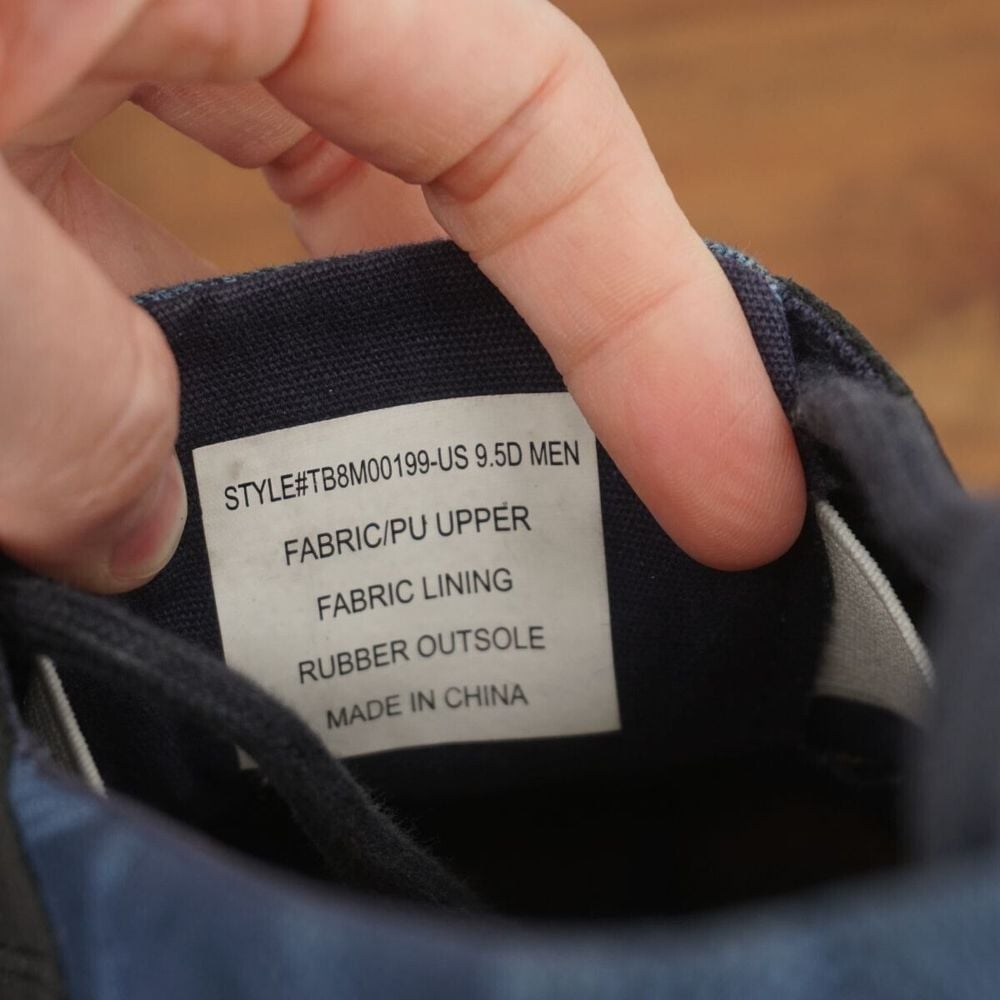 STYLE#TB8M00199-US 9.5D MEN
FABRIC/PU UPPER
FABRIC LINING
RUBBER OUTSOLE
MADE IN CHINA